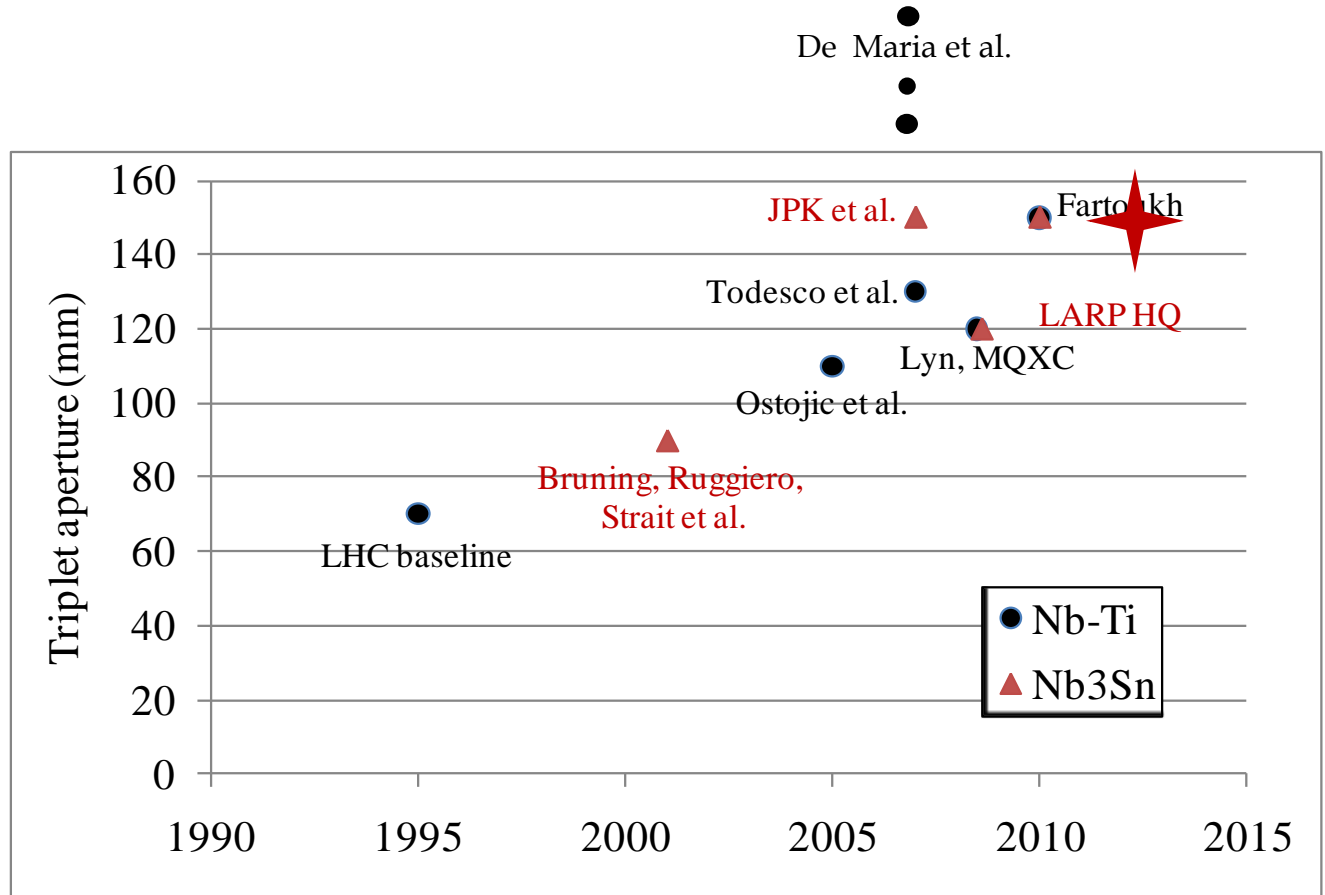 De Maria et al.
160
140
120
100
80
60
40
20
0
Triplet aperture (mm)
JPK et al.
Fartoukh
Todesco et al.
LARP HQ
Lyn, MQXC
Ostojic et al.
Bruning, Ruggiero,
Strait et al.
LHC baseline
Nb-Ti
Nb3Sn
1990
1995
2000
2005
2010
2015